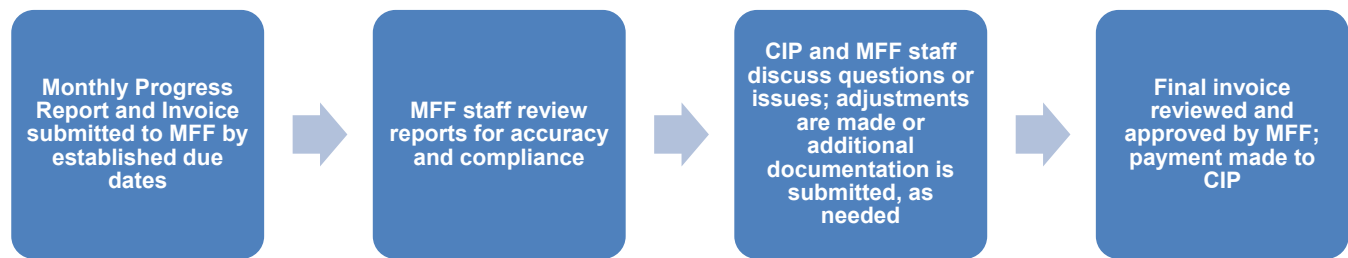 Monthly Progress
Report and Invoice
submitted to MFF by
established due
dates
MFF staff review
reports for accuracy
and compliance
CIP and MFF staff
discuss questions or
issues; adjustments
are made or
additional
documentation is
submitted, as
needed
Final invoice
reviewed and
approved by MFF;
payment made to
CIP